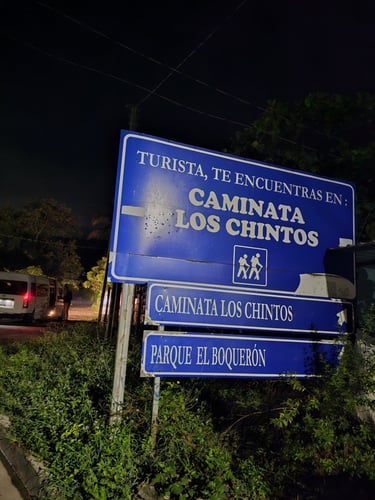 TURISTA, TE ENCUENTRAS EN :
CAMINATA
LOS CHINTOS
CAMINATA LOS CHINTOS
PARQUE EL BOQUERÓN